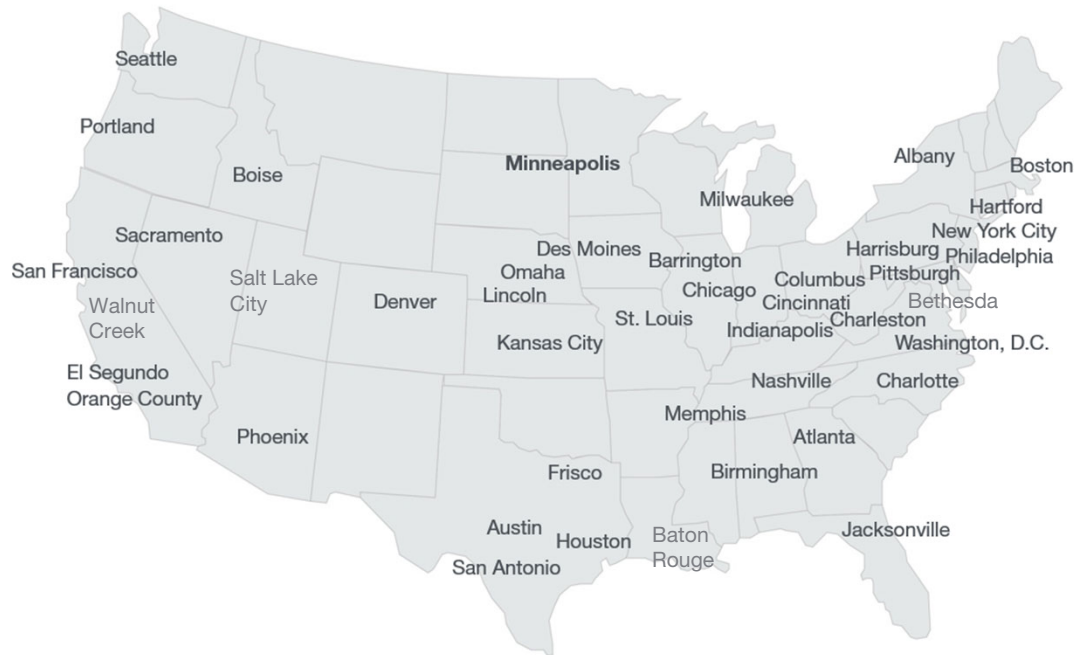 Seattle
Portland
Boise
Minneapolis
Milwaukee
Albany
Boston
Hartford
New York City
Philadelphia
Harrisburg
Pittsburgh
Bethesda
Sacramento
San Francisco
Walnut
Creek
Salt Lake
City
Denver
Des Moines
Omaha
Lincoln
Barrington
Chicago
Columbus
Cincinnati
Indianapolis
Charleston
Washington, D.C.
St. Louis
Kansas City
El Segundo
Orange County
Phoenix
Nashville
Charlotte
Memphis
Atlanta
Birmingham
Frisco
Austin
Houston
San Antonio
Baton
Rouge
Jacksonville